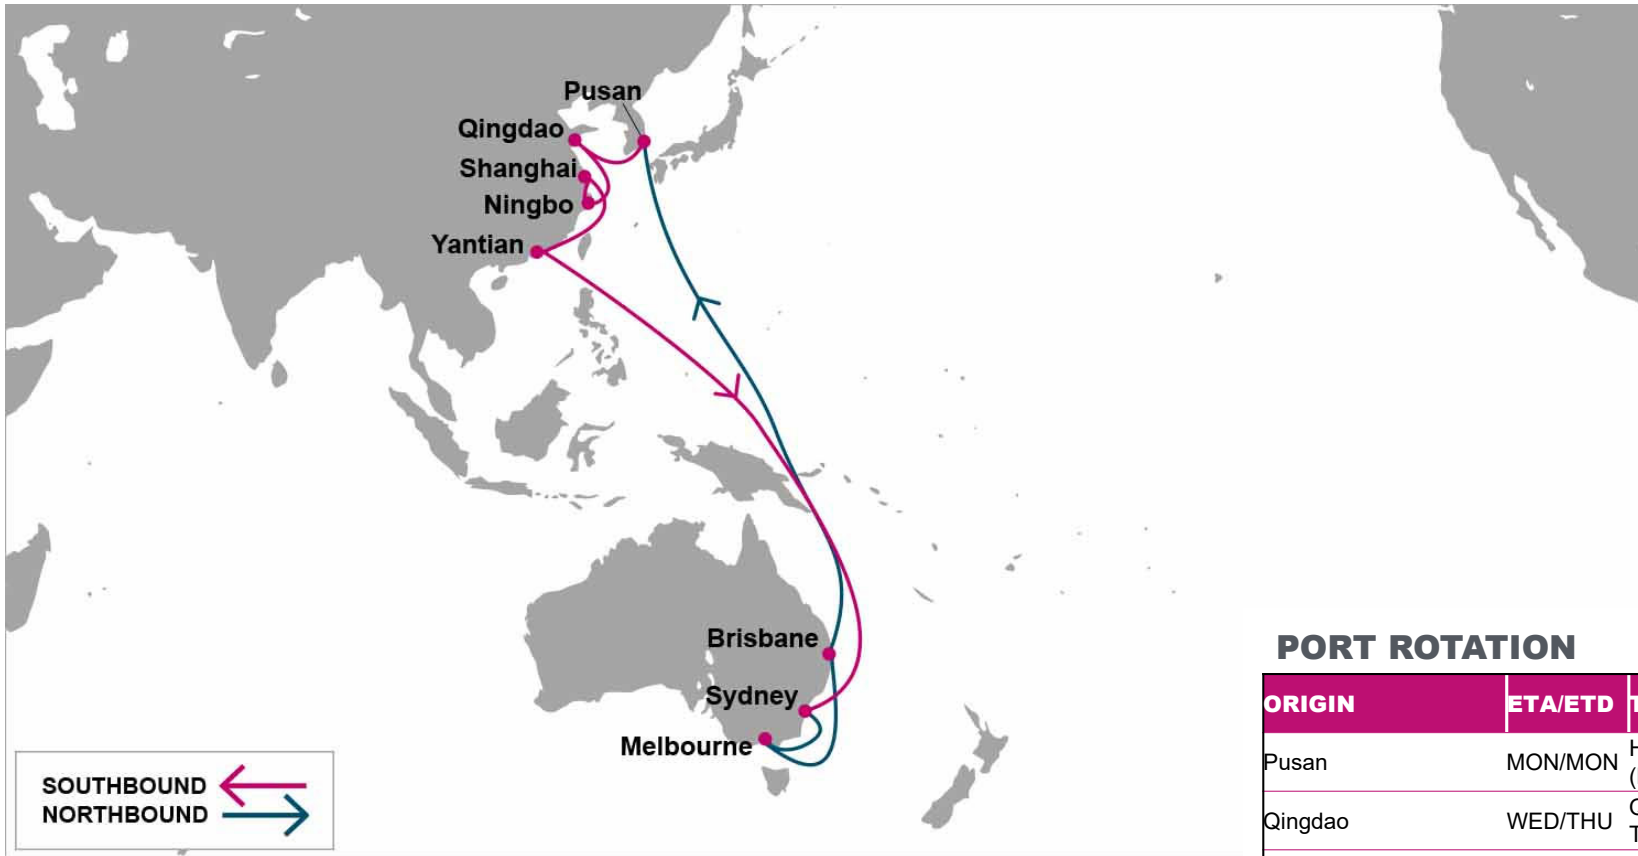 Pusan
Qingdao
Shanghai
Ningbo
Yantian
Brisbane
Sydney
Melbourne
SOUTHBOUND
NORTHBOUND
PORT ROTATION
ORIGIN ETA/ETD
Pusan MON/MON
Qingdao WED/THU